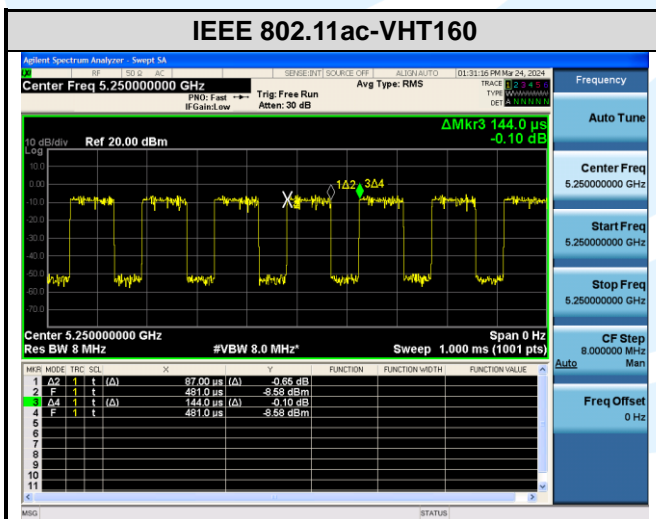 IEEE 802.11ac-VHT160
Agilent Spectrum Analyzer - Swept SA
RF 50 Ω AC SENSE:INT SOURCE OFF ALIGNAUTO 01:31:16 PM Mar 24, 2024
Center Freq 5.250000000 GHz
PNO: Fast
IFGain:Low
Trig: Free Run
Atten: 30 dB
Avg Type: RMS
TRACE 1 2 3 4 5 6
TYPE
DET A N N N N N
ΔMkr3 144.0 µs
-0.10 dB
10 dB/div Ref 20.00 dBm
Log
10.0
0.00
-10.0
-20.0
-30.0
-40.0
-50.0
-60.0
-70.0
X
1Δ2
3Δ4
Center 5.250000000 GHz
Span 0 Hz
Res BW 8 MHz
#VBW 8.0 MHz*
Sweep 1.000 ms (1001 pts)
MKR MODE TRC SCL X Y FUNCTION FUNCTION WIDTH FUNCTION VALUE
1 Δ2 1 t (Δ) 87.00 µs (Δ) -0.65 dB
2 F 1 t 481.0 µs -8.58 dBm
3 Δ4 1 t (Δ) 144.0 µs (Δ) -0.10 dB
4 F 1 t 481.0 µs -8.58 dBm
5
6
7
8
9
10
11
MSG
STATUS
Frequency
Auto Tune
Center Freq
5.250000000 GHz
Start Freq
5.250000000 GHz
Stop Freq
5.250000000 GHz
CF Step
8.000000 MHz
Auto Man
Freq Offset
0 Hz